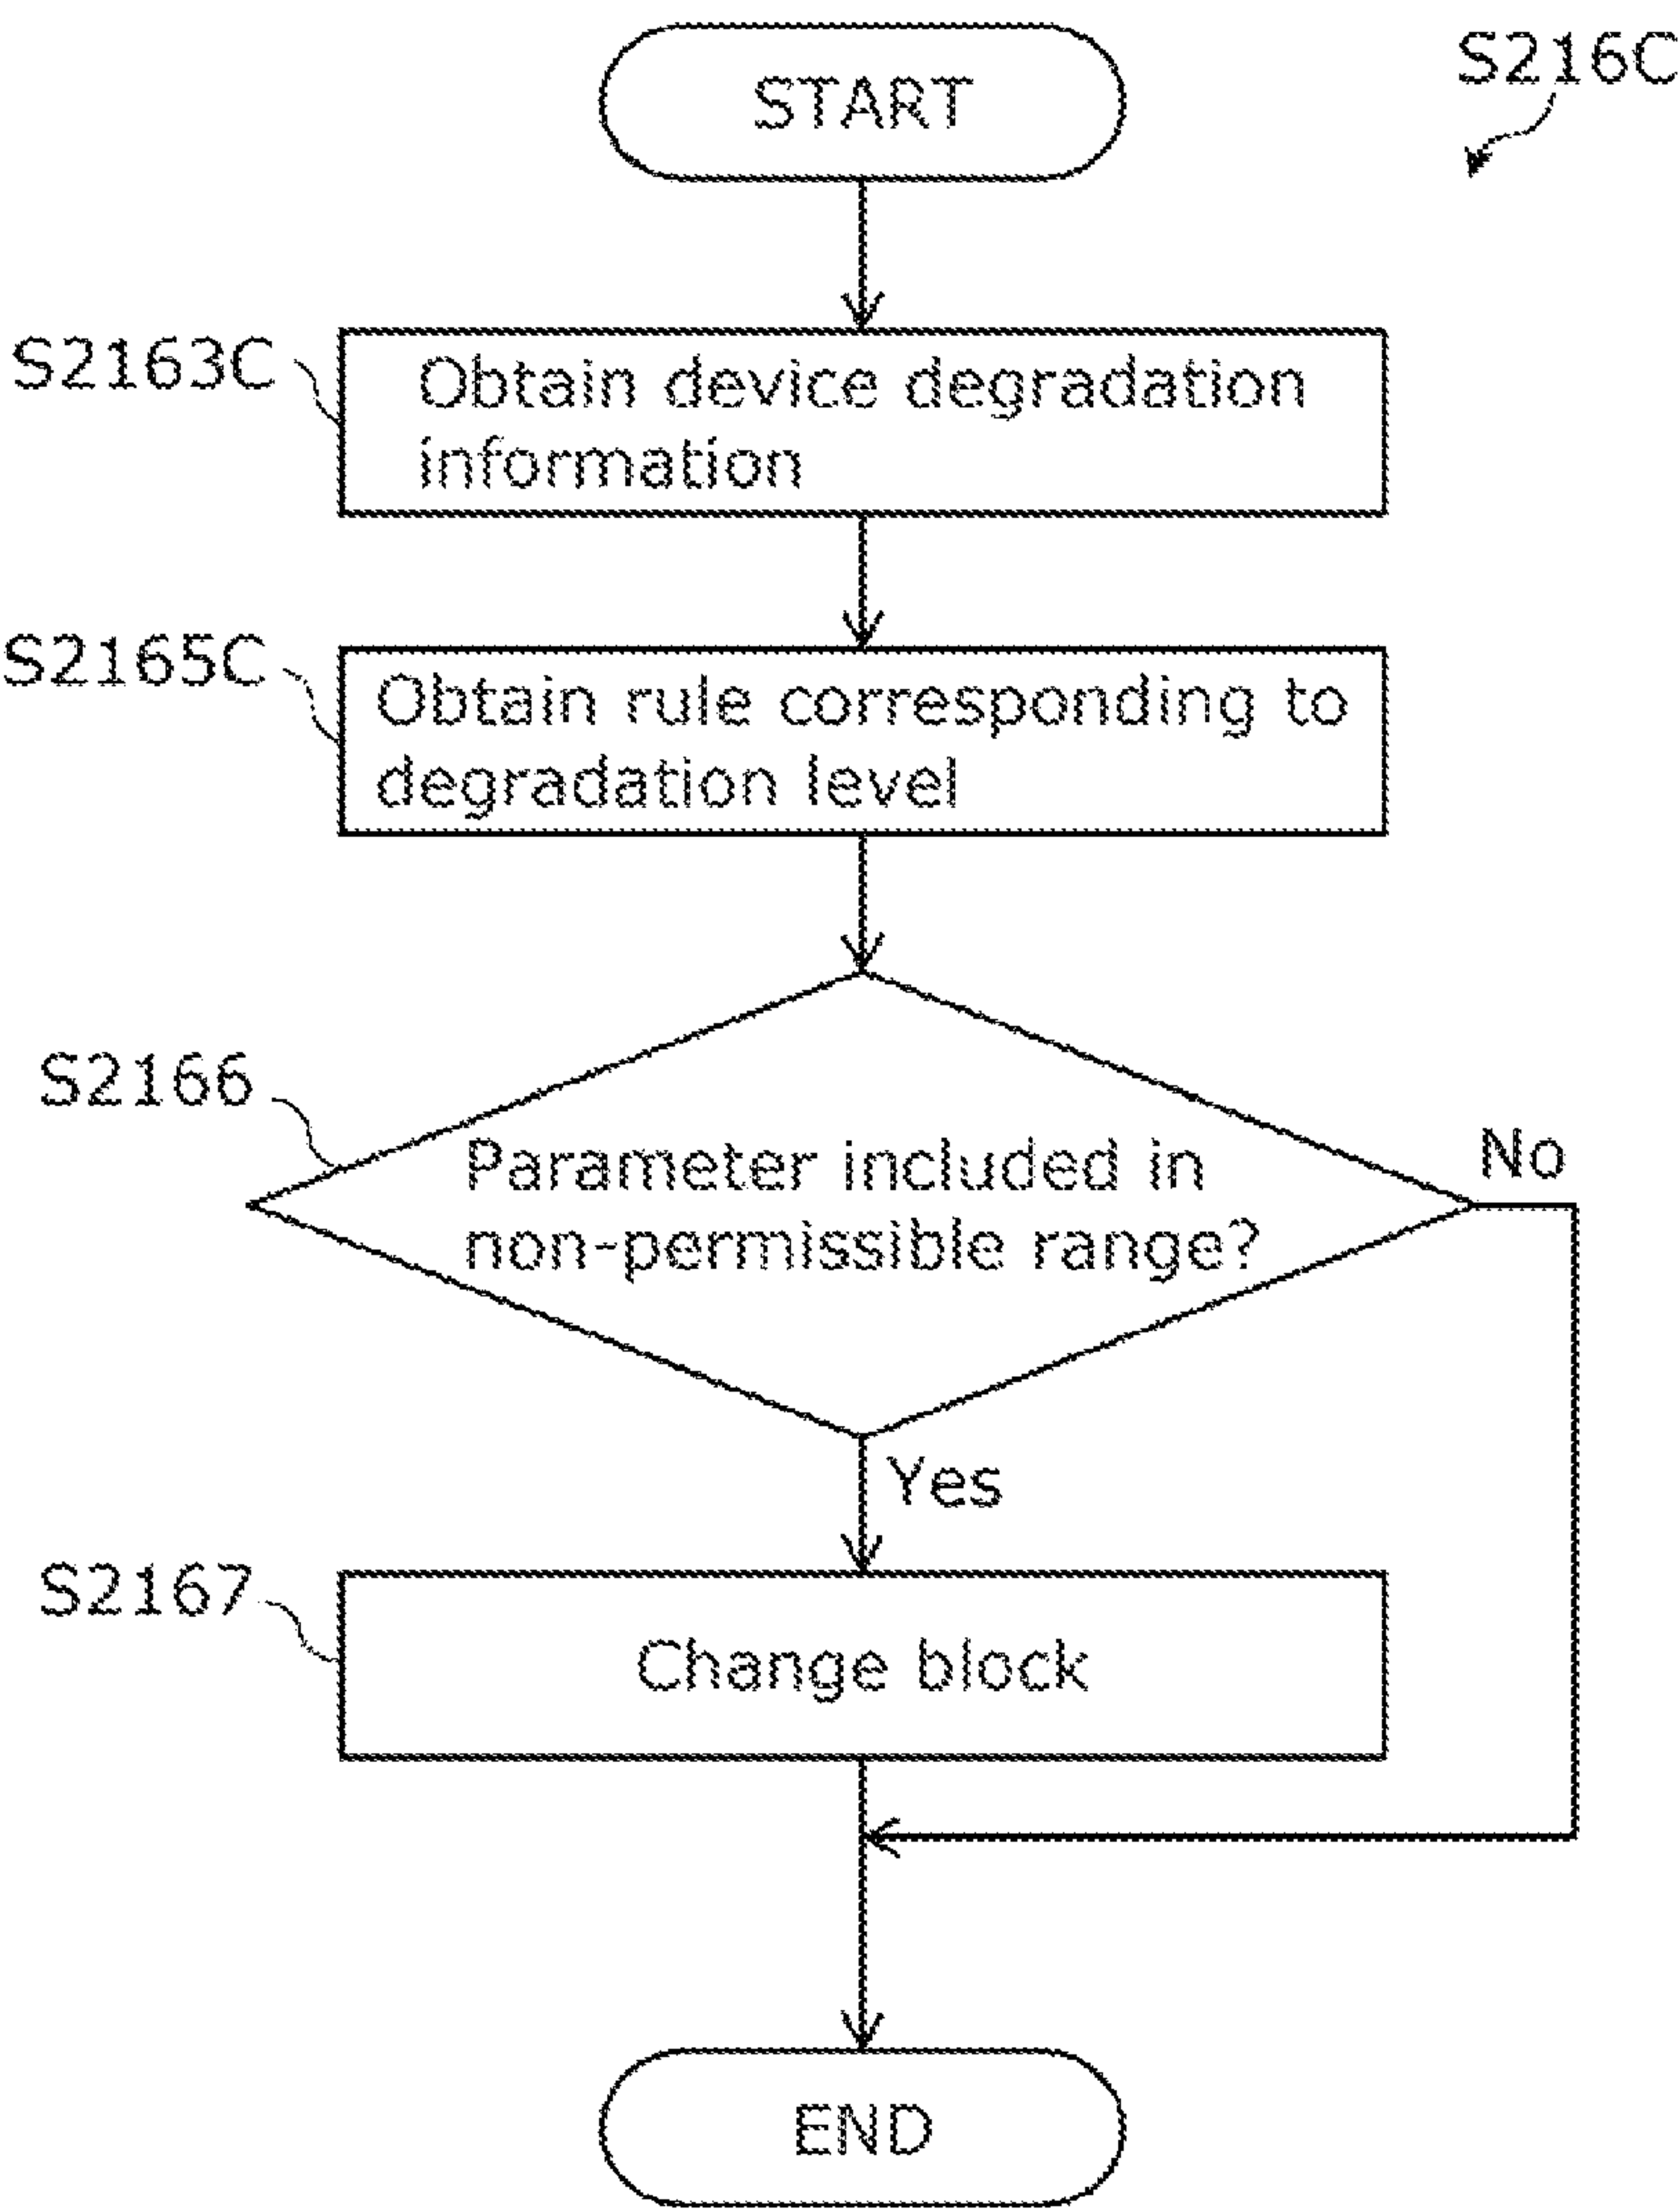 START
S216C
S2163C
Obtain device degradation
information
S2165C
Obtain rule corresponding to
degradation level
S2166
Parameter included in
non-permissible range?
No
Yes
S2167
Change block
END